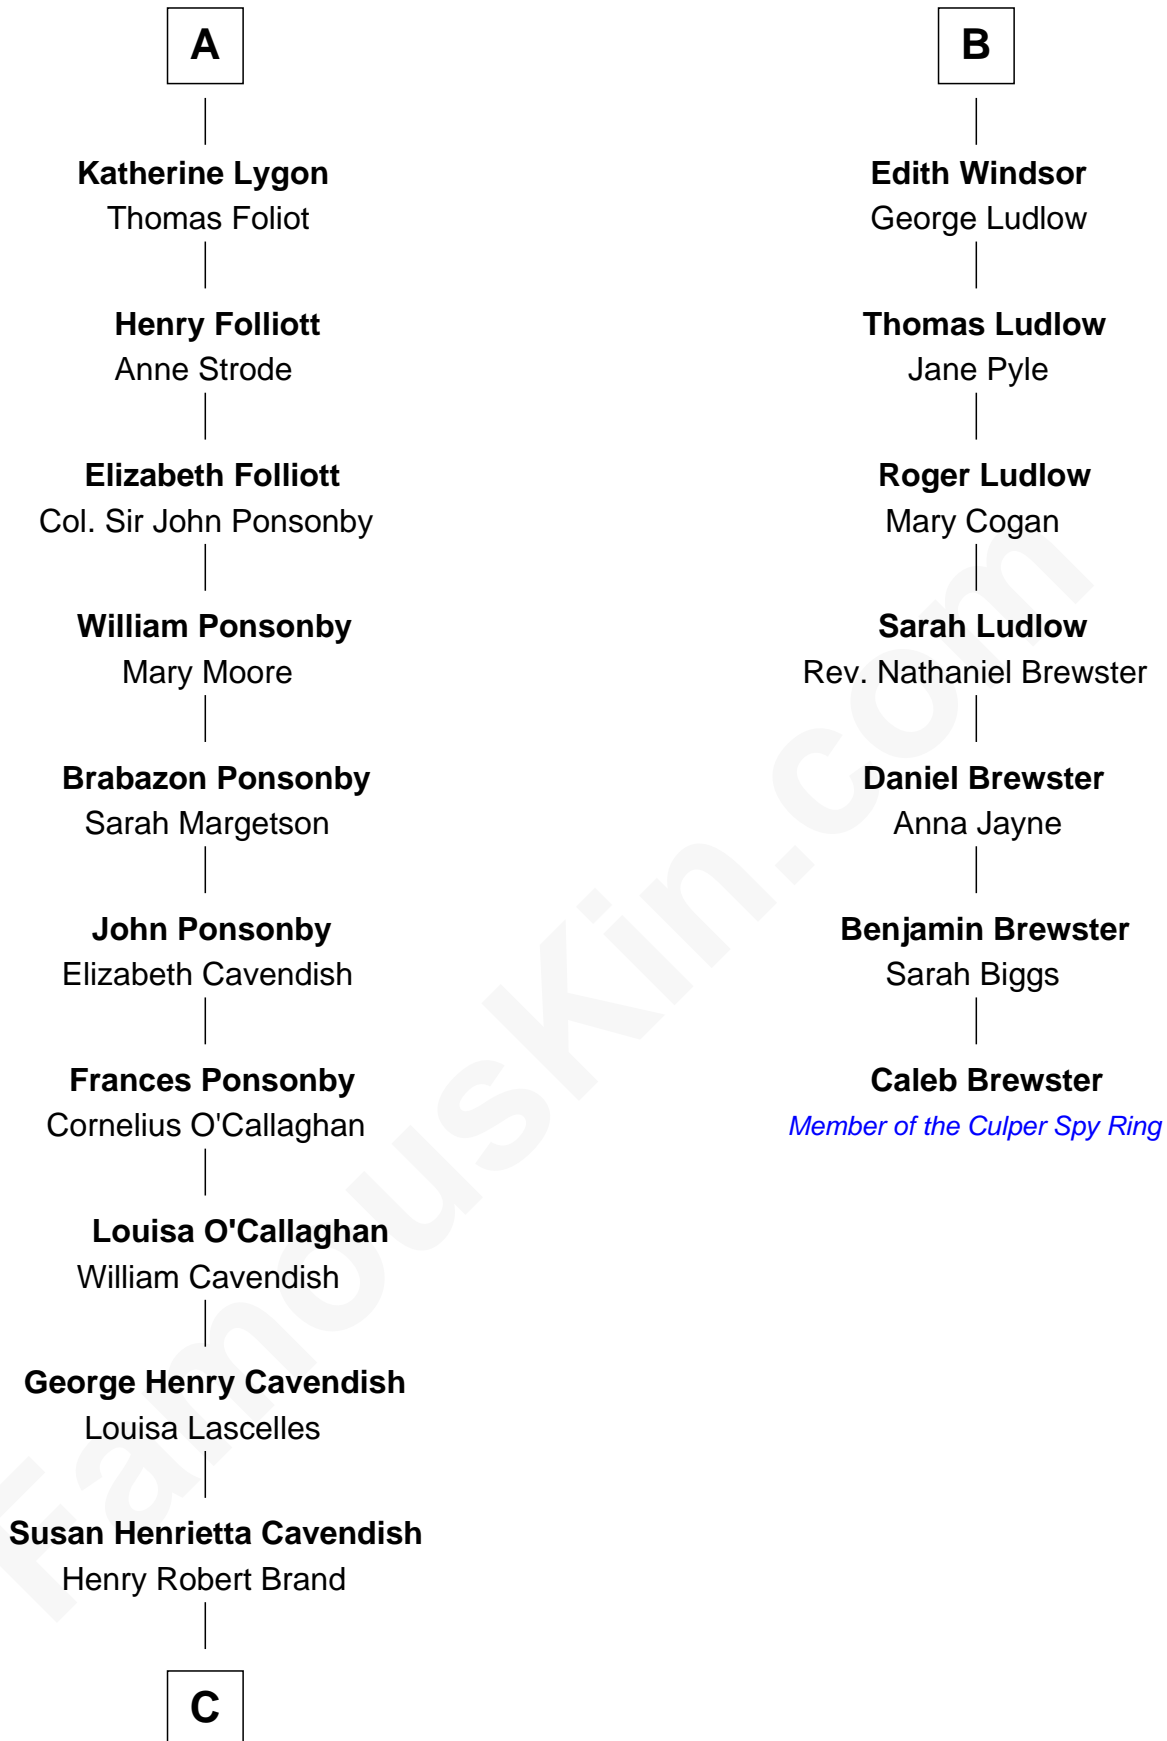 A
Katherine Lygon
Thomas Foliot
Henry Folliott
Anne Strode
Elizabeth Folliott
Col. Sir John Ponsonby
William Ponsonby
Mary Moore
Brabazon Ponsonby
Sarah Margetson
John Ponsonby
Elizabeth Cavendish
Frances Ponsonby
Cornelius O'Callaghan
Louisa O'Callaghan
William Cavendish
George Henry Cavendish
Louisa Lascelles
Susan Henrietta Cavendish
Henry Robert Brand
C
B
Edith Windsor
George Ludlow
Thomas Ludlow
Jane Pyle
Roger Ludlow
Mary Cogan
Sarah Ludlow
Rev. Nathaniel Brewster
Daniel Brewster
Anna Jayne
Benjamin Brewster
Sarah Biggs
Caleb Brewster
Member of the Culper Spy Ring
FamousKin.com